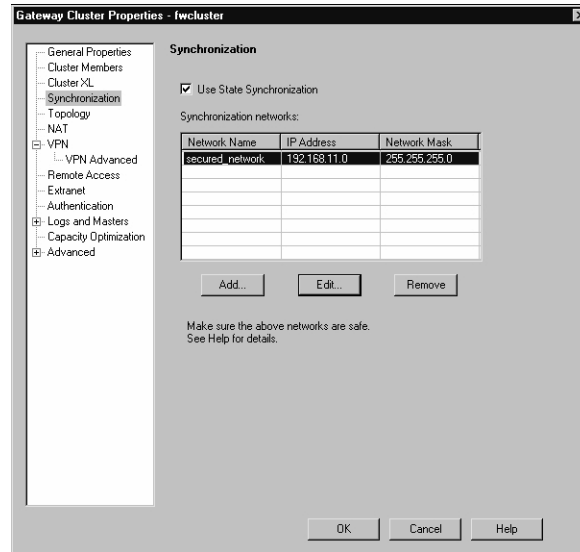 Gateway Cluster Properties - fwcluster
General Properties
Cluster Members
Cluster XL
Synchronization
Topology
NAT
VPN
VPN Advanced
Remote Access
Extranet
Authentication
Logs and Masters
Capacity Optimization
Advanced
Synchronization
Use State Synchronization
Synchronization networks:
Network Name IP Address Network Mask
secured_network 192.168.11.0 255.255.255.0
Add... Edit... Remove
Make sure the above networks are safe.
See Help for details.
OK Cancel Help